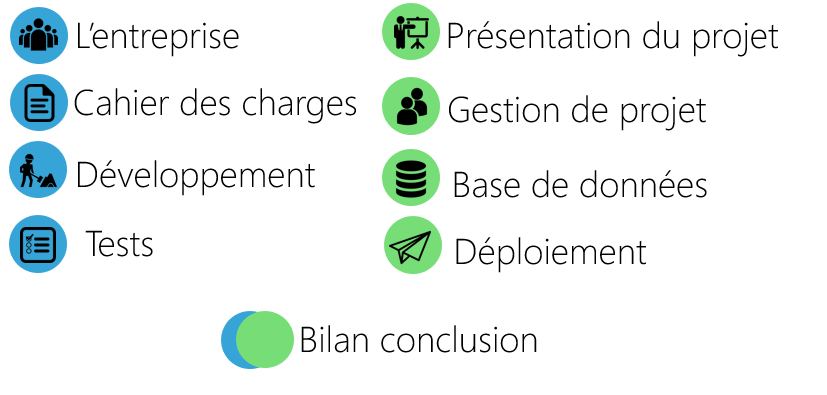 L'entreprise
Présentation du projet
Cahier des charges
Gestion de projet
Développement
Base de données
Tests
Déploiement
Bilan conclusion